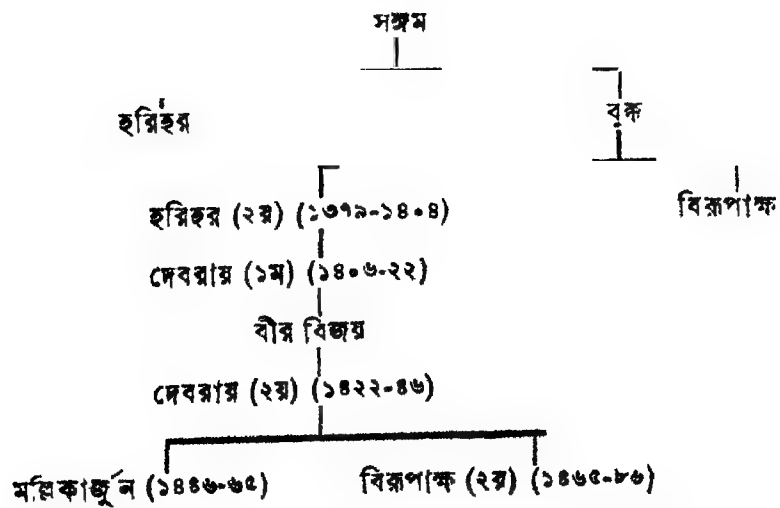 সঙ্গম
হরিহর
বুক্ক
বিরূপাক্ষ
হরিহর (২য়) (১৩৭৯-১৪০৪)
দেবরায় (১ম) (১৪০৬-২২)
বীর বিজয়
দেবরায় (২য়) (১৪২২-৪৬)
মল্লিকার্জুন (১৪৪৬-৬৫) বিরূপাক্ষ (২য়) (১৪৬৫-৮৬)